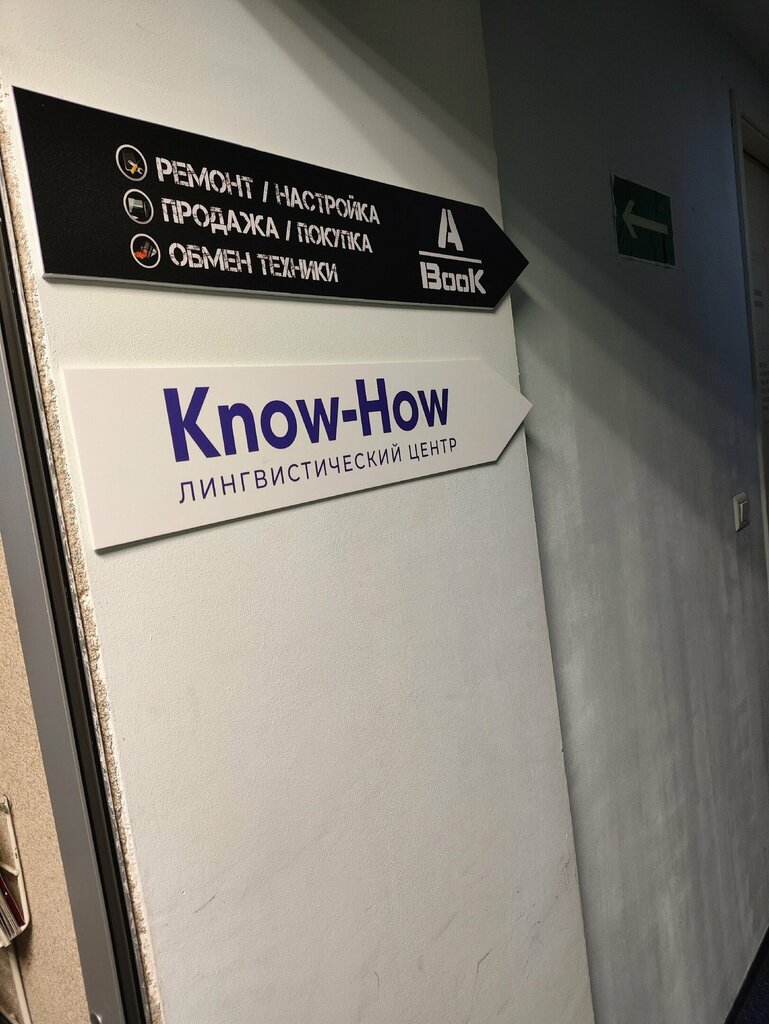 РЕМОНТ / НАСТРОЙКА
ПРОДАЖА / ПОКУПКА
ОБМЕН ТЕХНИКИ
A
BooK
Know-How
ЛИНГВИСТИЧЕСКИЙ ЦЕНТР